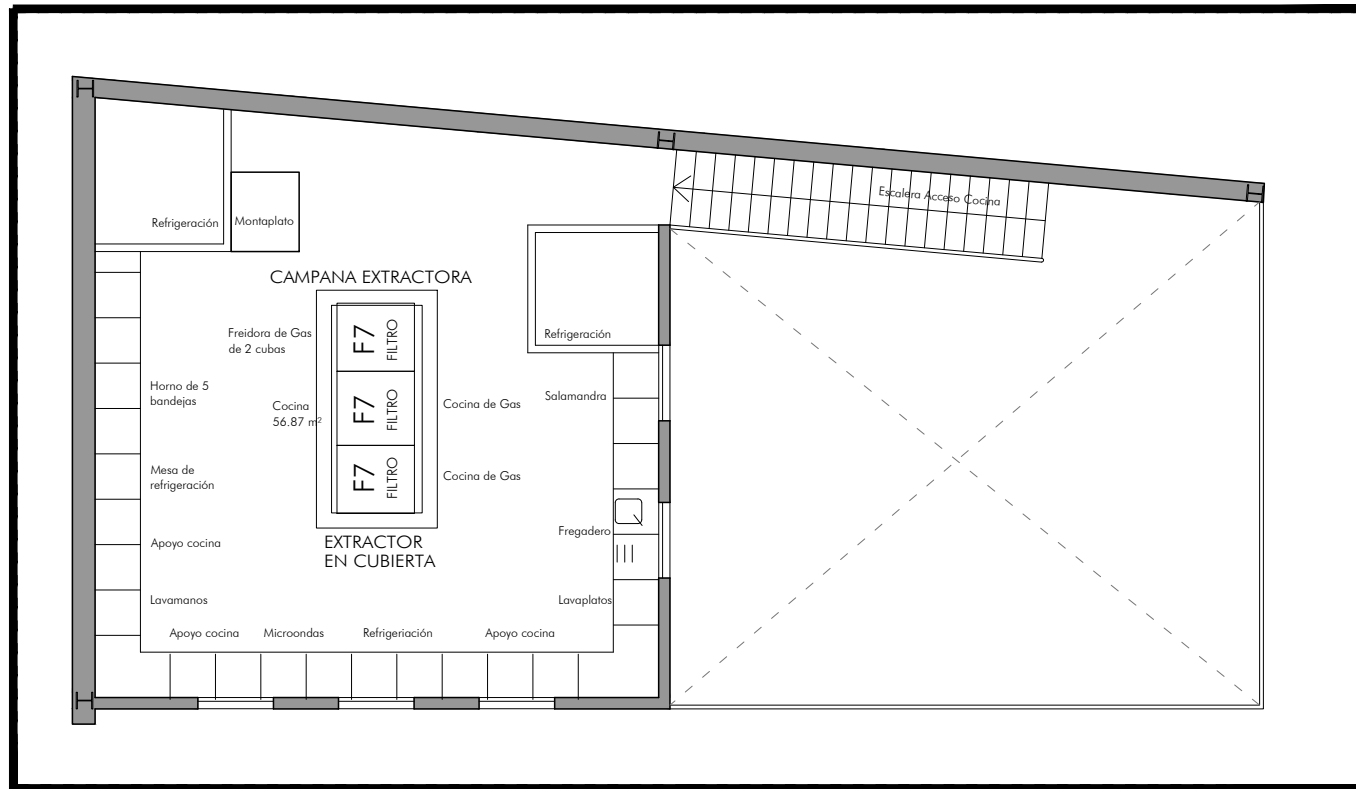 Escalera Acceso Cocina
Refrigeración
Montaplato
CAMPANA EXTRACTORA
Freidora de Gas
de 2 cubas
F7
FILTRO
Refrigeración
Horno de 5
bandejas
Cocina
56.87 m²
F7
FILTRO
Cocina de Gas
Salamandra
Mesa de
refrigeración
F7
FILTRO
Cocina de Gas
Apoyo cocina
EXTRACTOR
EN CUBIERTA
Fregadero
Lavamanos
Lavaplatos
Apoyo cocina
Microondas
Refrigeriación
Apoyo cocina